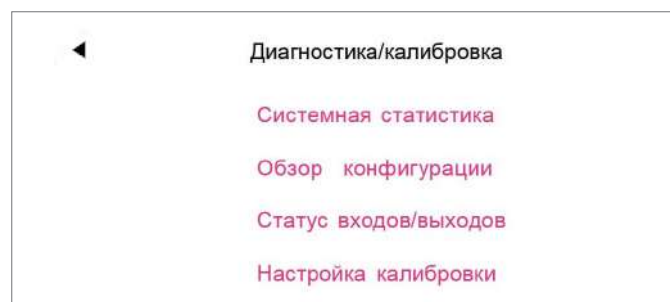 Диагностика/калибровка
Системная статистика
Обзор конфигурации
Статус входов/выходов
Настройка калибровки